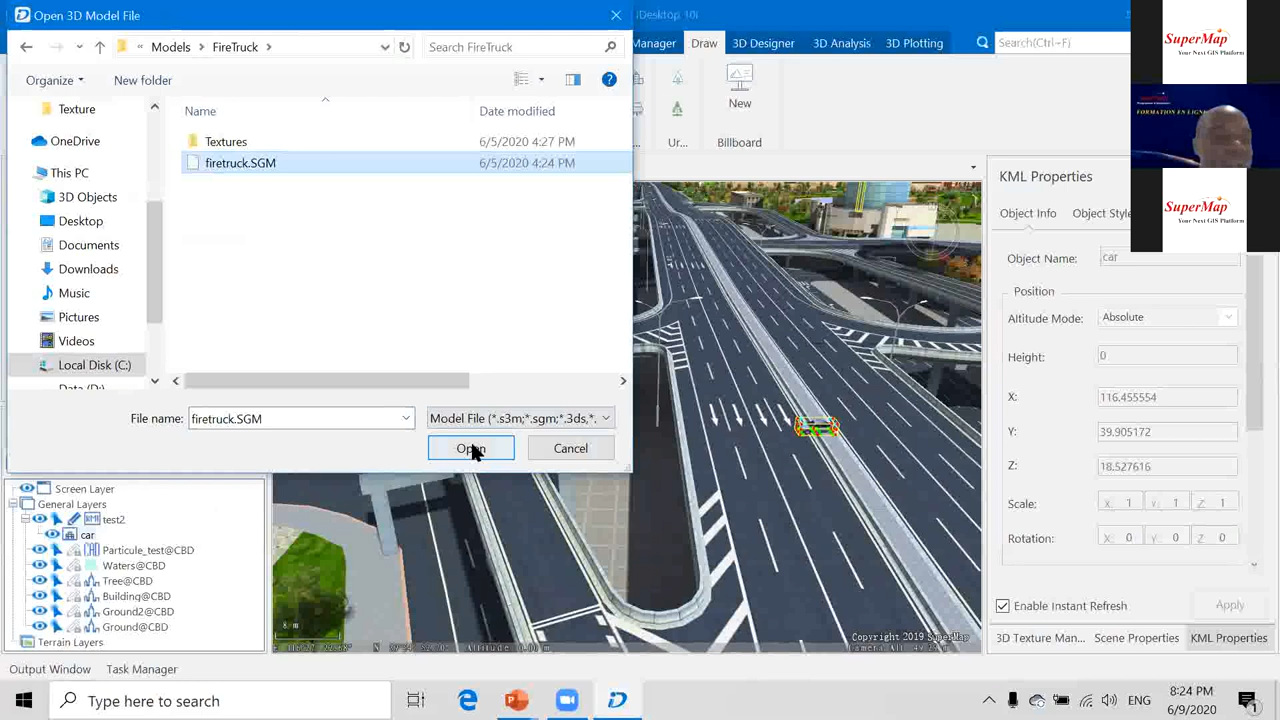 Open 3D Model File
Desktop 10i
Models
FireTruck
Search FireTruck
Manager
Draw
3D Designer
3D Analysis
3D Plotting
Search(Ctrl+F)
Organize
New folder
New
Ur...
Billboard
Texture
OneDrive
This PC
3D Objects
Desktop
Documents
Downloads
Music
Pictures
Videos
Local Disk (C:)
Data (D:)
Name
Date modified
Textures
6/5/2020 4:27 PM
firetruck.SGM
6/5/2020 4:24 PM
File name:
firetruck.SGM
Model File (*.s3m;*.sgm;*.3ds,*.
Open
Cancel
Screen Layer
General Layers
test2
car
Particule_test@CBD
Waters@CBD
Tree@CBD
Building@CBD
Ground2@CBD
Ground@CBD
Terrain Layers
Output Window
Task Manager
8 m
Copyright 2019 SuperMap
KML Properties
Object Info
Object Style
Object Name:
car
Position
Altitude Mode:
Absolute
Height:
0
X:
116.455554
Y:
39.905172
Z:
18.527616
Scale:
X: 1
Y: 1
Z: 1
Rotation:
X: 0
Y: 0
Z: 0
Enable Instant Refresh
Apply
3D Texture Man...
Scene Properties
KML Properties
SuperMap
Your Next GIS Platform
FORMATION EN LIGNE
SuperMap
Your Next GIS Platform
Type here to search
ENG
8:24 PM
6/9/2020
1